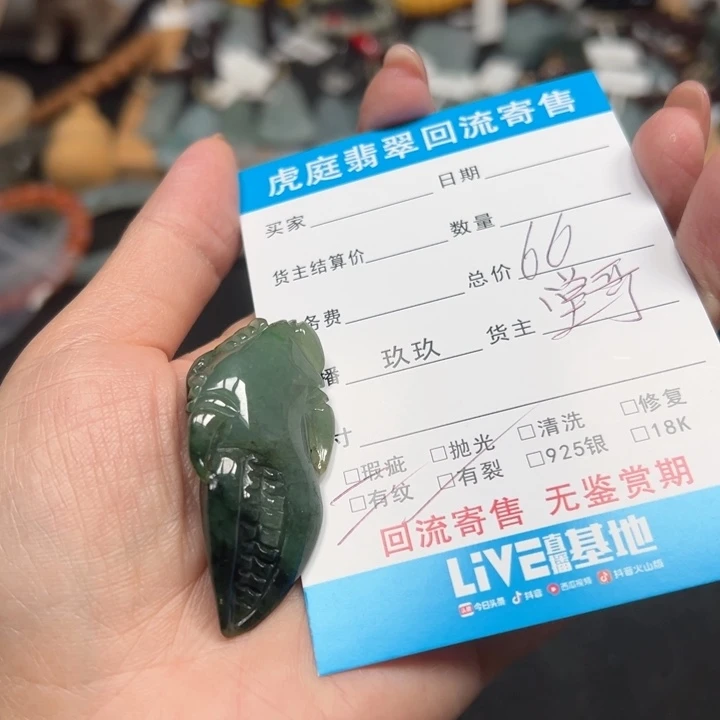 虎庭翡翠回流寄售
买家 日期
货主结算价 数量
务费 总价 66
播 玖玖 货主
寸
□瑕疵 □抛光 □清洗 □修复
□有纹 □有裂 □925银 □18K
回流寄售 无鉴赏期
LIVE直播基地
今日头条 抖音 西瓜视频 抖音火山版